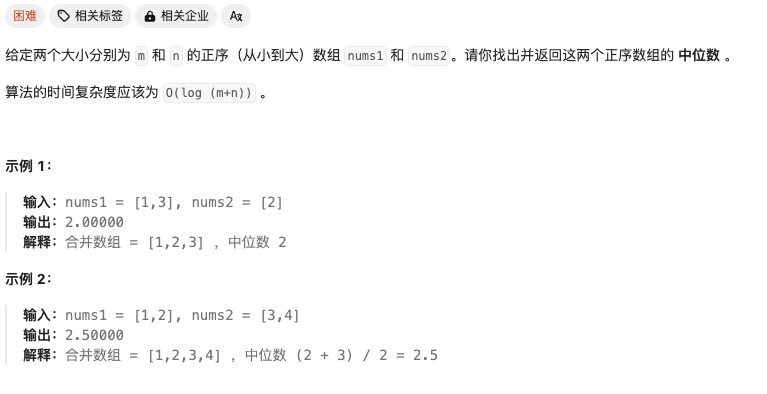 困难 相关标签 相关企业 Aあ
给定两个大小分别为 m 和 n 的正序（从小到大）数组 nums1 和 nums2。请你找出并返回这两个正序数组的 中位数 。
算法的时间复杂度应该为 O(log (m+n)) 。
示例 1：
输入：nums1 = [1,3], nums2 = [2]
输出：2.00000
解释：合并数组 = [1,2,3] ，中位数 2
示例 2：
输入：nums1 = [1,2], nums2 = [3,4]
输出：2.50000
解释：合并数组 = [1,2,3,4] ，中位数 (2 + 3) / 2 = 2.5